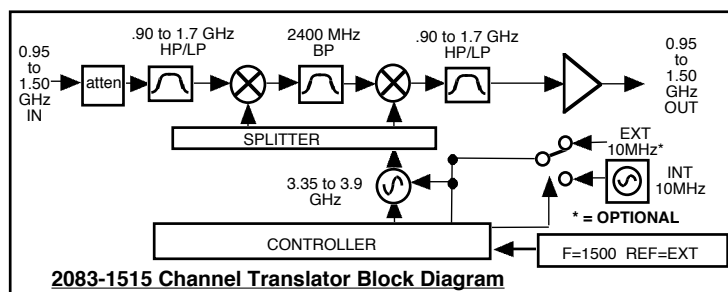 .90 to 1.7 GHz
HP/LP
2400 MHz
BP
.90 to 1.7 GHz
HP/LP
0.95
to
1.50
GHz
IN
atten
0.95
to
1.50
GHz
OUT
SPLITTER
EXT
10MHz*
3.35 to 3.9
GHz
INT
10MHz
* = OPTIONAL
CONTROLLER
F=1500 REF=EXT
2083-1515 Channel Translator Block Diagram